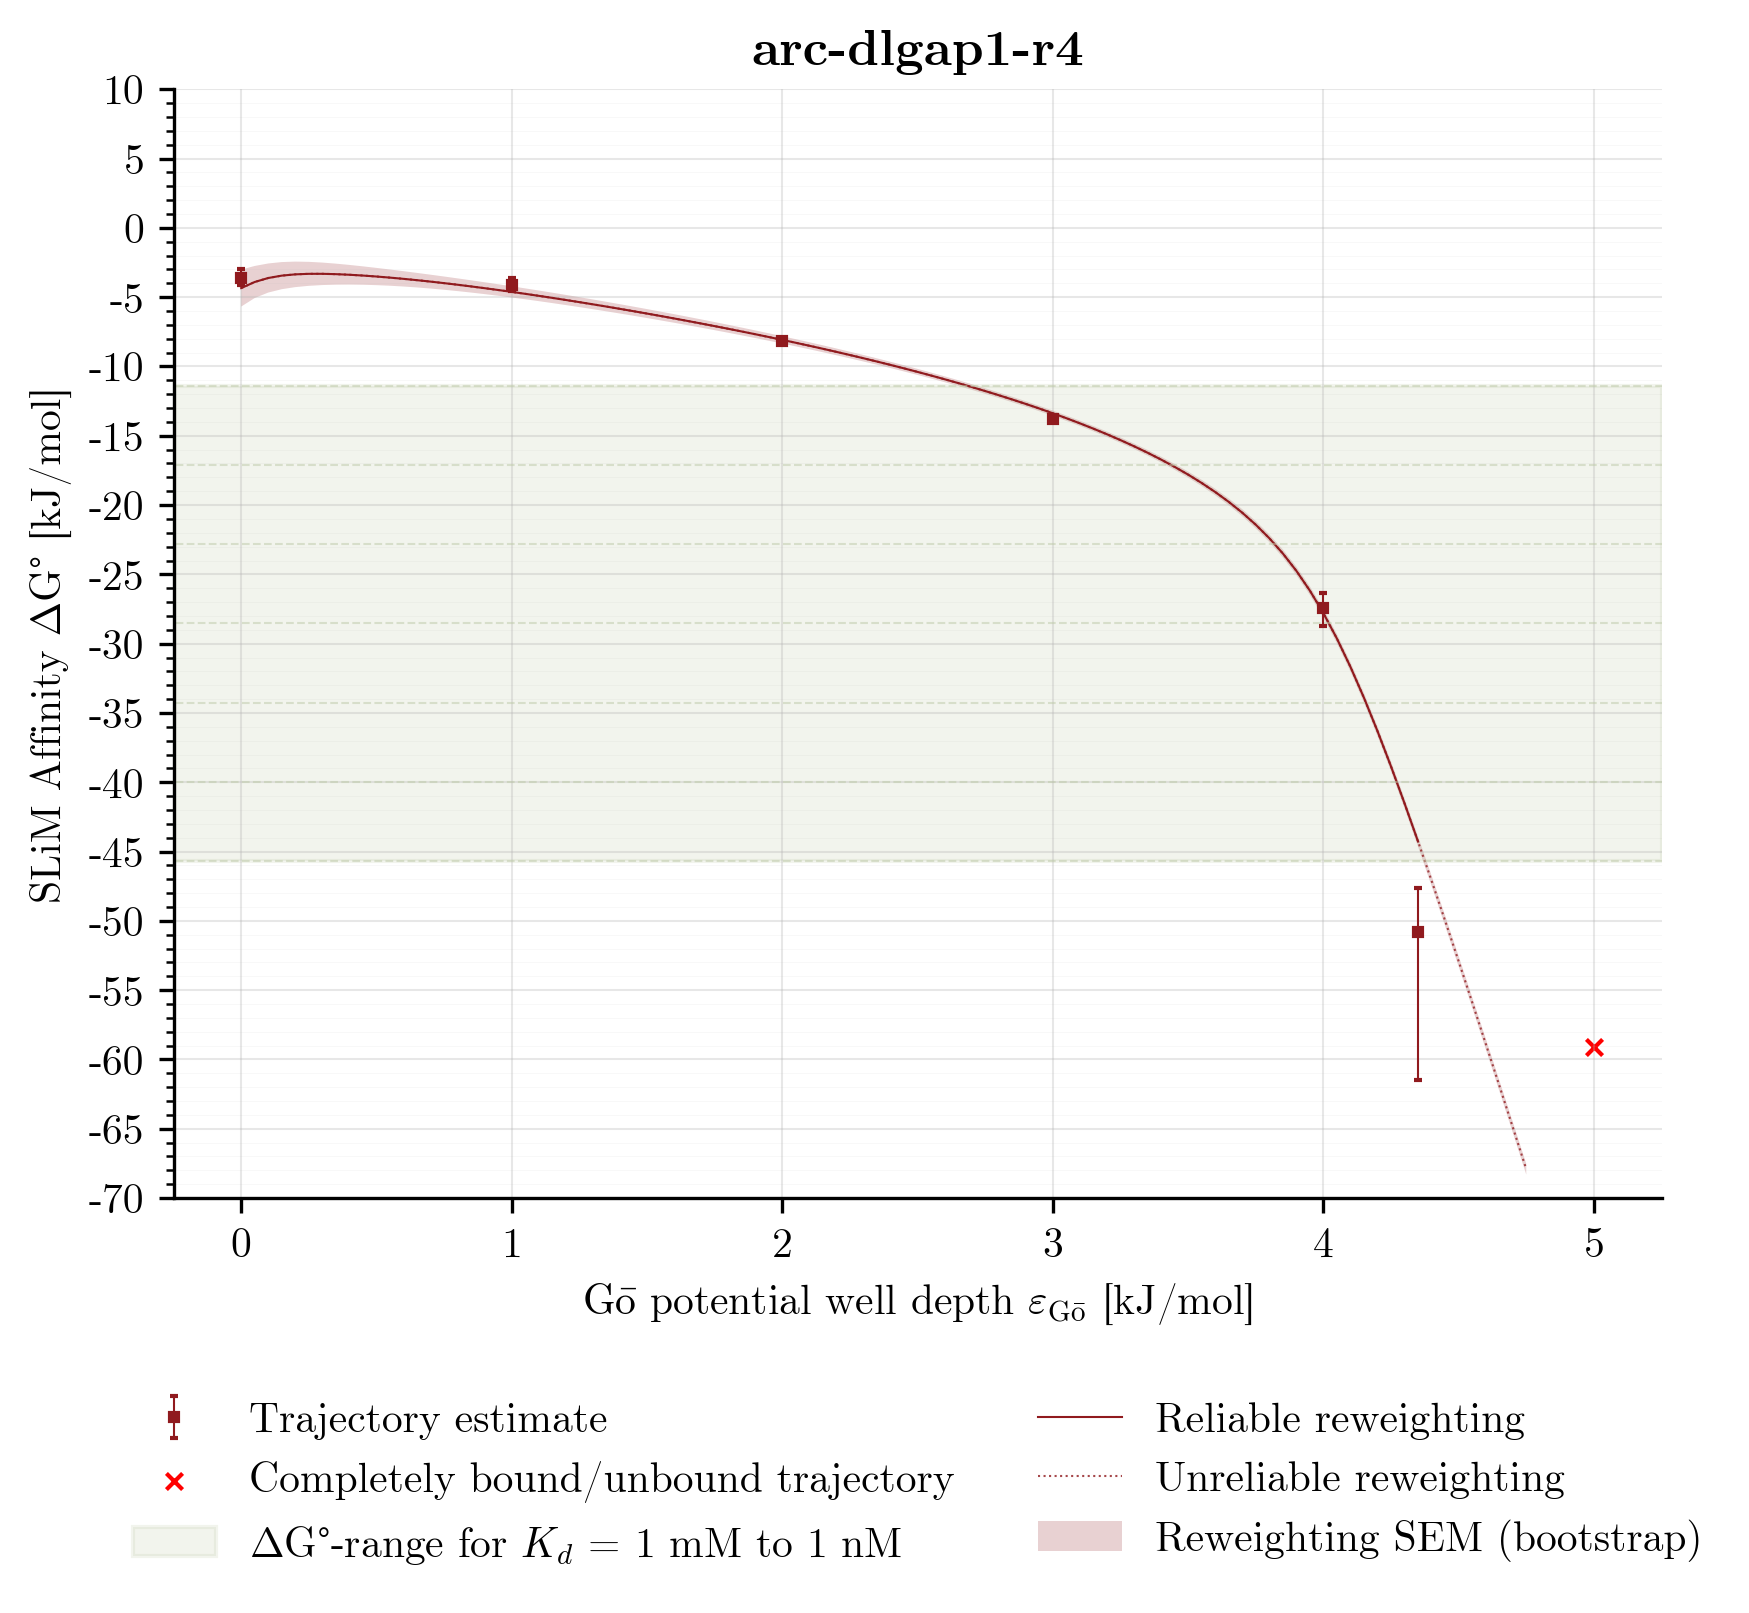 arc-dlgap1-r4
10
5
0
-5
-10
-15
-20
-25
-30
-35
-40
-45
-50
-55
-60
-65
-70
SLiM Affinity ΔG° [kJ/mol]
0 1 2 3 4 5
Gō potential well depth ε_Gō [kJ/mol]
Trajectory estimate
Completely bound/unbound trajectory
ΔG°-range for K_d = 1 mM to 1 nM
Reliable reweighting
Unreliable reweighting
Reweighting SEM (bootstrap)